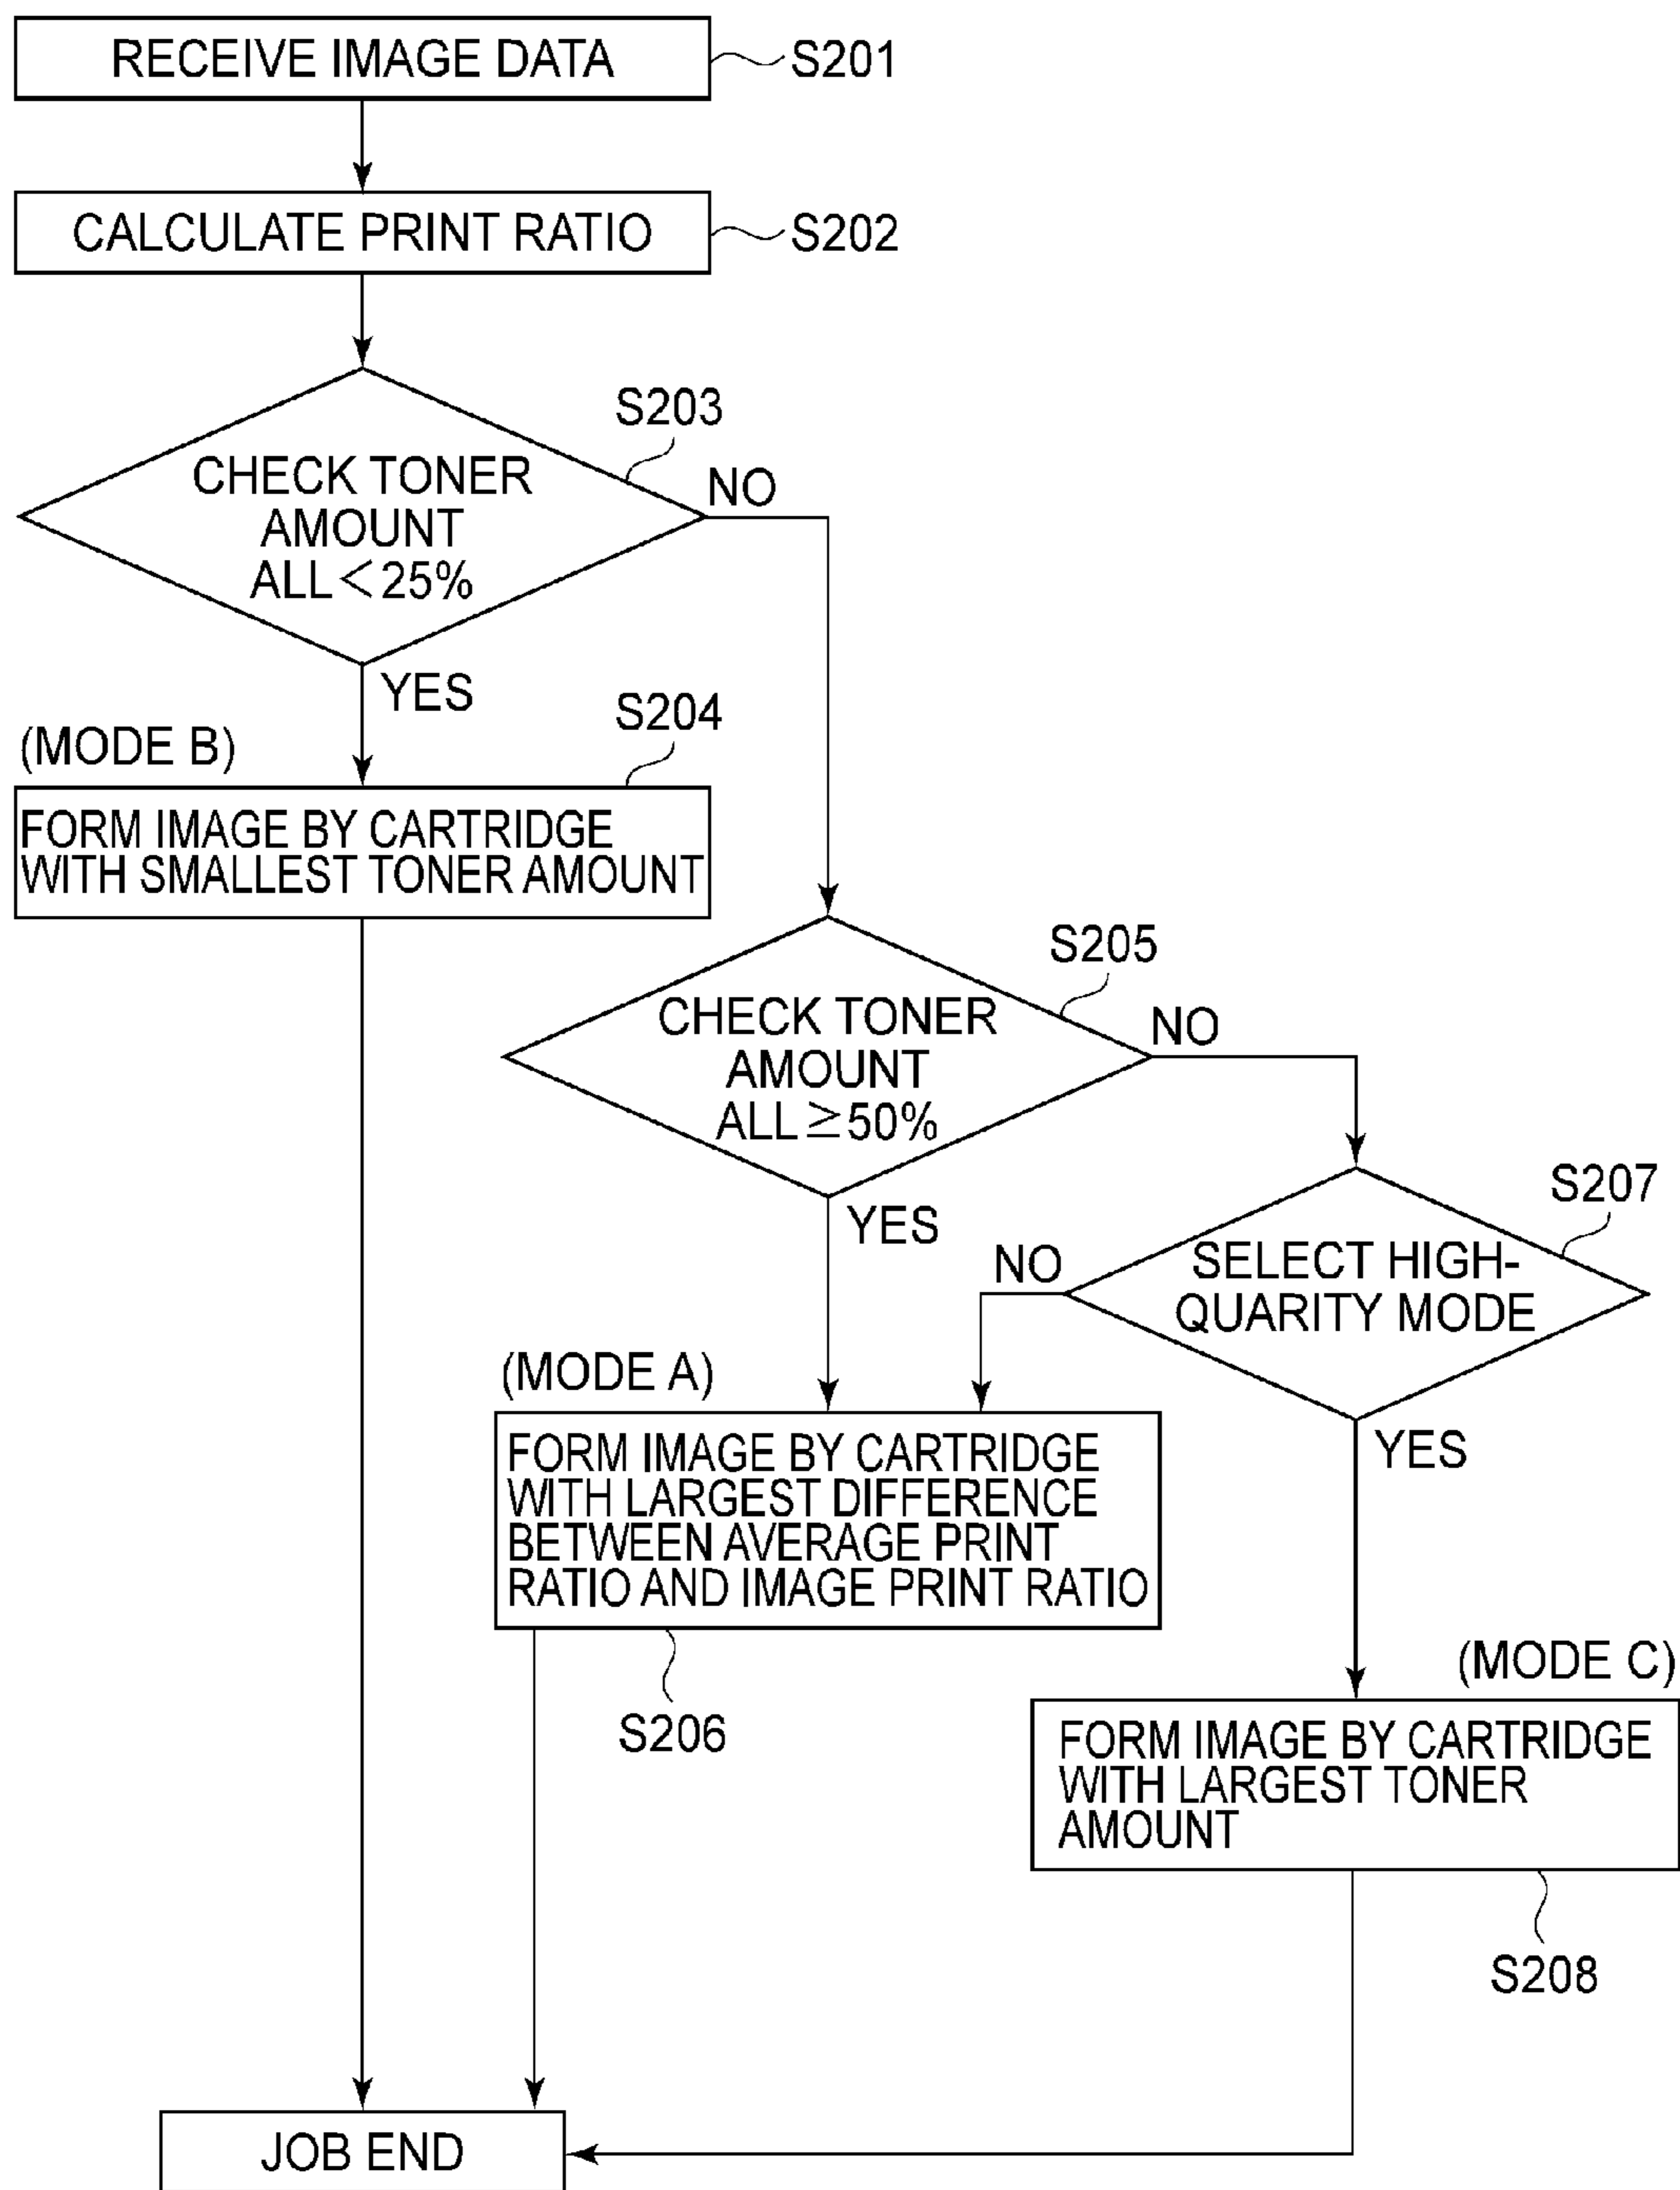 RECEIVE IMAGE DATA
S201
CALCULATE PRINT RATIO
S202
S203
CHECK TONER
AMOUNT
ALL<25%
NO
YES
S204
(MODE B)
FORM IMAGE BY CARTRIDGE
WITH SMALLEST TONER AMOUNT
S205
CHECK TONER
AMOUNT
ALL≧50%
NO
YES
S207
SELECT HIGH-
QUARITY MODE
NO
YES
(MODE A)
FORM IMAGE BY CARTRIDGE
WITH LARGEST DIFFERENCE
BETWEEN AVERAGE PRINT
RATIO AND IMAGE PRINT RATIO
S206
(MODE C)
FORM IMAGE BY CARTRIDGE
WITH LARGEST TONER
AMOUNT
S208
JOB END